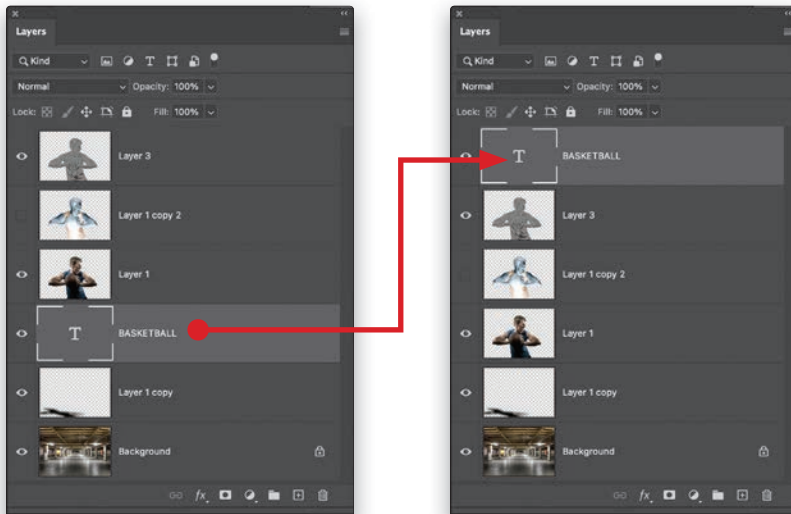 Layers
Kind
Normal
Opacity: 100%
Lock:
Fill: 100%
Layer 3
Layer 1 copy 2
Layer 1
T
BASKETBALL
Layer 1 copy
Background
fx
Layers
Kind
Normal
Opacity: 100%
Lock:
Fill: 100%
T
BASKETBALL
Layer 3
Layer 1 copy 2
Layer 1
Layer 1 copy
Background
fx